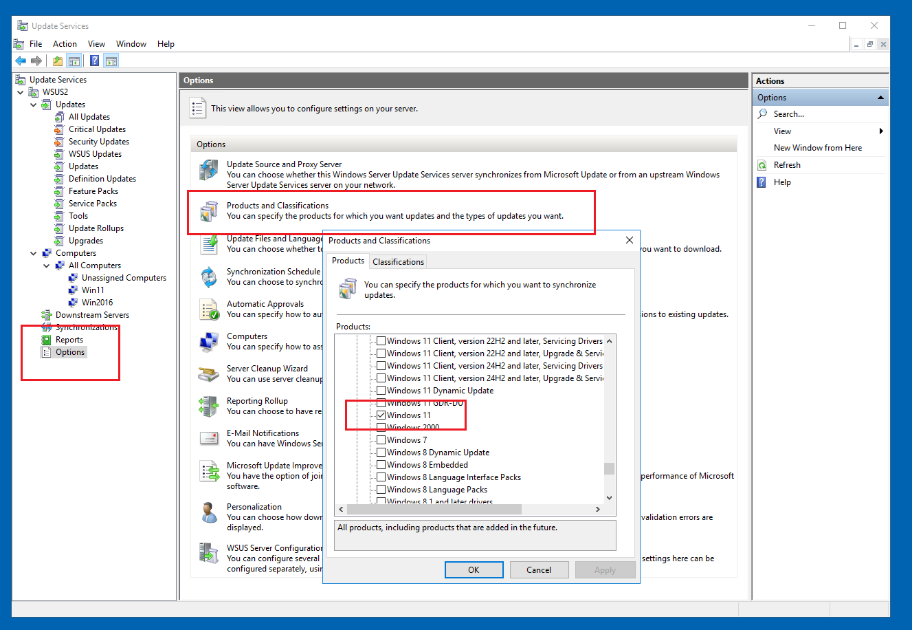 Update Services
File Action View Window Help
Update Services
WSUS2
Updates
All Updates
Critical Updates
Security Updates
WSUS Updates
Updates
Definition Updates
Feature Packs
Service Packs
Tools
Update Rollups
Upgrades
Computers
All Computers
Unassigned Computers
Win11
Win2016
Downstream Servers
Synchronizations
Reports
Options
Options
This view allows you to configure settings on your server.
Options
Update Source and Proxy Server
You can choose whether this Windows Server Update Services server synchronizes from Microsoft Update or from an upstream Windows
Server Update Services server on your network.
Products and Classifications
You can specify the products for which you want updates and the types of updates you want.
Update Files and Languag
You can choose whether t
ou want to download.
Synchronization Schedule
You can choose to synchr
Automatic Approvals
You can specify how to au
ions to existing updates.
Computers
You can specify how to ass
Server Cleanup Wizard
You can use server cleanup
Reporting Rollup
You can choose to have re
E-Mail Notifications
You can have Windows Se
Microsoft Update Improve
You have the option of join
performance of Microsoft
software.
Personalization
You can choose how down
validation errors are
displayed.
WSUS Server Configuration
You can configure several
settings here can be
configured separately, usin
Products and Classifications
Products Classifications
You can specify the products for which you want to synchronize
updates.
Products:
Windows 11 Client, version 22H2 and later, Servicing Drivers
Windows 11 Client, version 22H2 and later, Upgrade & Servi
Windows 11 Client, version 24H2 and later, Servicing Drivers
Windows 11 Client, version 24H2 and later, Upgrade & Servi
Windows 11 Dynamic Update
Windows 11 GDR-DU
Windows 11
Windows 2000
Windows 7
Windows 8 Dynamic Update
Windows 8 Embedded
Windows 8 Language Interface Packs
Windows 8 Language Packs
Windows 8.1 and later drivers
All products, including products that are added in the future.
OK Cancel Apply
Actions
Options
Search...
View
New Window from Here
Refresh
Help